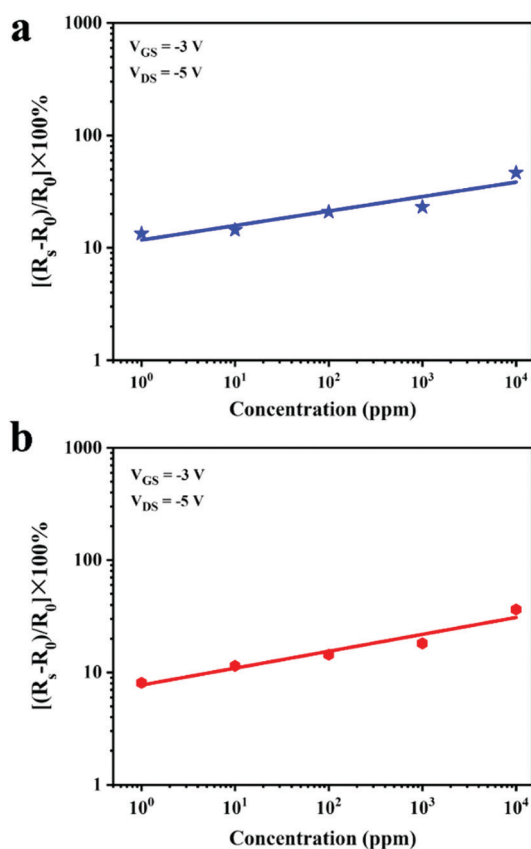 a
1000
V_GS = -3 V
V_DS = -5 V
100
[(R_s-R_0)/R_0]×100%
10
1
10^0 10^1 10^2 10^3 10^4
Concentration (ppm)
b
1000
V_GS = -3 V
V_DS = -5 V
100
[(R_s-R_0)/R_0]×100%
10
1
10^0 10^1 10^2 10^3 10^4
Concentration (ppm)